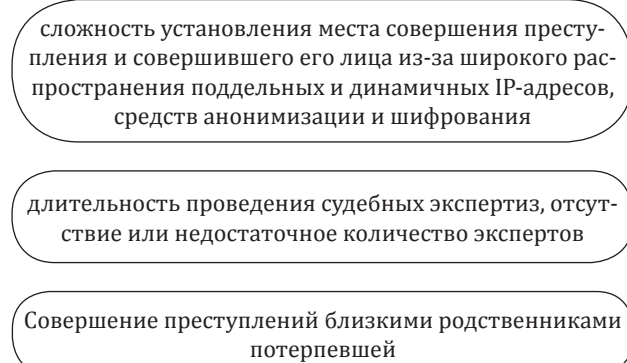 сложность установления места совершения престу-
пления и совершившего его лица из-за широкого рас-
пространения поддельных и динамичных IP-адресов,
средств анонимизации и шифрования
длительность проведения судебных экспертиз, отсут-
ствие или недостаточное количество экспертов
Совершение преступлений близкими родственниками
потерпевшей